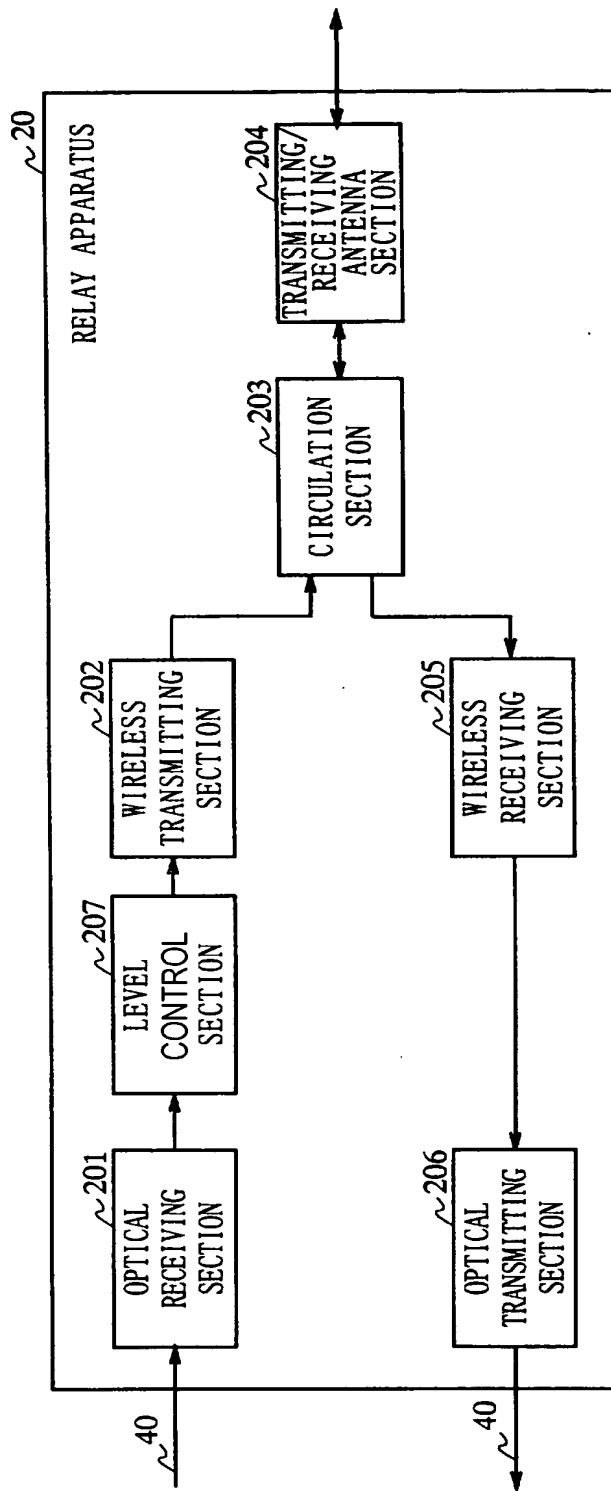 20
RELAY APPARATUS
40
201
OPTICAL
RECEIVING
SECTION
207
LEVEL
CONTROL
SECTION
202
WIRELESS
TRANSMITTING
SECTION
203
CIRCULATION
SECTION
204
TRANSMITTING/
RECEIVING
ANTENNA
SECTION
205
WIRELESS
RECEIVING
SECTION
206
OPTICAL
TRANSMITTING
SECTION
40